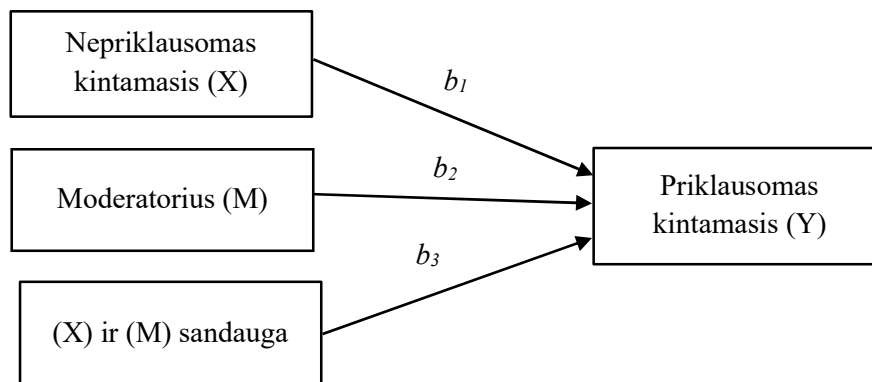 Nepriklausomas
kintamasis (X)
b1
Moderatorius (M)
b2
Priklausomas
kintamasis (Y)
b3
(X) ir (M) sandauga